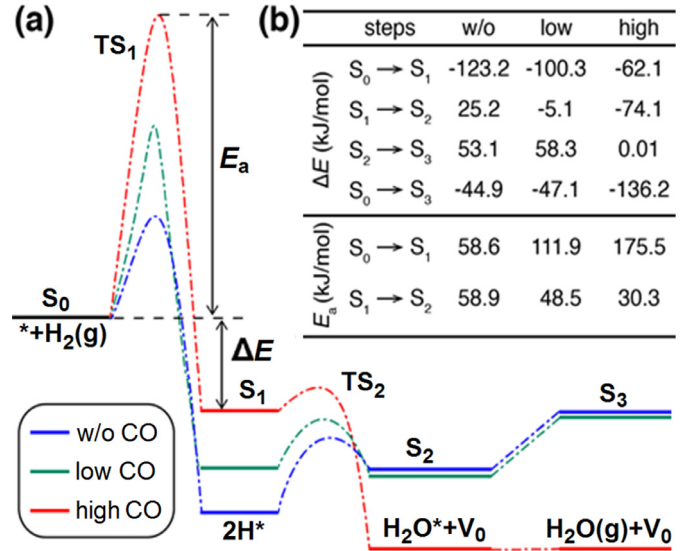 (a)
TS1
Ea
S0
*+H2(g)
ΔE
S1
TS2
S2
S3
2H*
H2O*+V0
H2O(g)+V0
w/o CO
low CO
high CO
(b)
steps w/o low high
ΔE (kJ/mol)
S0 → S1 -123.2 -100.3 -62.1
S1 → S2 25.2 -5.1 -74.1
S2 → S3 53.1 58.3 0.01
S0 → S3 -44.9 -47.1 -136.2
Ea (kJ/mol)
S0 → S1 58.6 111.9 175.5
S1 → S2 58.9 48.5 30.3